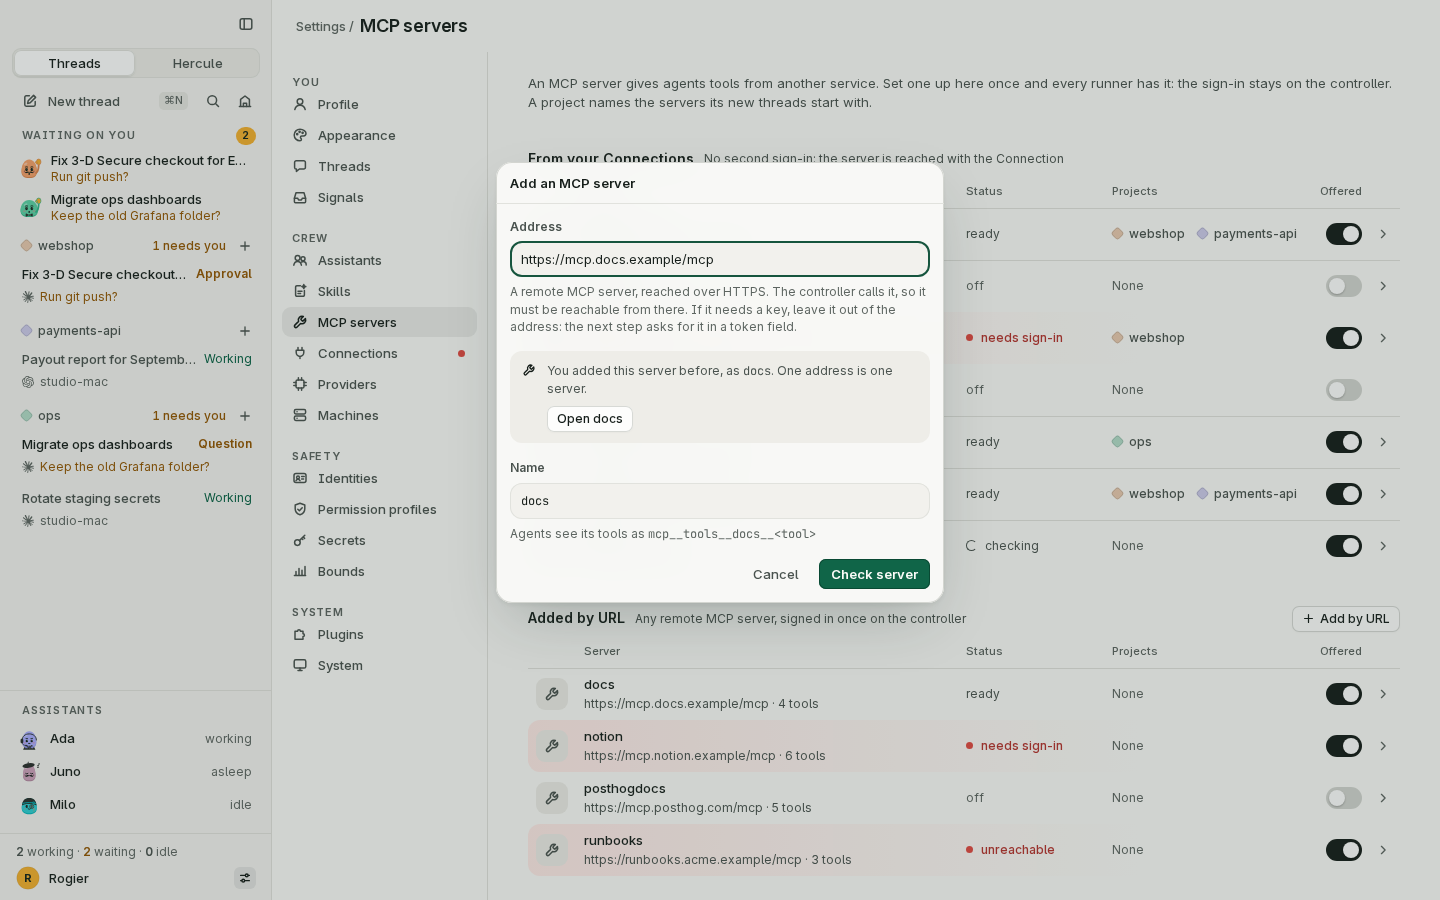 Threads
Hercule
New thread
⌘N
WAITING ON YOU
2
Fix 3-D Secure checkout for E…
Run git push?
Migrate ops dashboards
Keep the old Grafana folder?
webshop
1 needs you
Fix 3-D Secure checkout…
Approval
Run git push?
payments-api
Payout report for Septemb…
Working
studio-mac
ops
1 needs you
Migrate ops dashboards
Question
Keep the old Grafana folder?
Rotate staging secrets
Working
studio-mac
ASSISTANTS
Ada
working
Juno
asleep
Milo
idle
2 working · 2 waiting · 0 idle
R
Rogier
Settings / MCP servers
YOU
Profile
Appearance
Threads
Signals
CREW
Assistants
Skills
MCP servers
Connections
Providers
Machines
SAFETY
Identities
Permission profiles
Secrets
Bounds
SYSTEM
Plugins
System
An MCP server gives agents tools from another service. Set one up here once and every runner has it: the sign-in stays on the controller.
A project names the servers its new threads start with.
From your Connections
No second sign-in: the server is reached with the Connection
Status
Projects
Offered
ready
webshop
payments-api
off
None
needs sign-in
webshop
off
None
ready
ops
ready
webshop
payments-api
checking
None
Add an MCP server
Address
https://mcp.docs.example/mcp
A remote MCP server, reached over HTTPS. The controller calls it, so it
must be reachable from there. If it needs a key, leave it out of the
address: the next step asks for it in a token field.
You added this server before, as docs. One address is one
server.
Open docs
Name
docs
Agents see its tools as mcp__tools__docs__<tool>
Cancel
Check server
Added by URL
Any remote MCP server, signed in once on the controller
Add by URL
Server
Status
Projects
Offered
docs
https://mcp.docs.example/mcp · 4 tools
ready
None
notion
https://mcp.notion.example/mcp · 6 tools
needs sign-in
None
posthogdocs
https://mcp.posthog.com/mcp · 5 tools
off
None
runbooks
https://runbooks.acme.example/mcp · 3 tools
unreachable
None